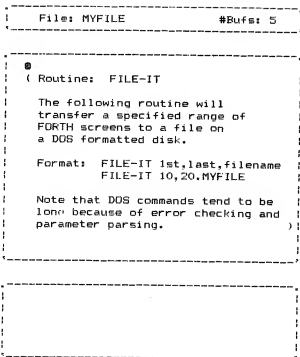 File: MYFILE #Bufs: 5
( Routine: FILE-IT
The following routine will
transfer a specified range of
FORTH screens to a file on
a DOS formatted disk.
Format: FILE-IT 1st,last,filename
FILE-IT 10,20.MYFILE
Note that DOS commands tend to be
long because of error checking and
parameter parsing. )